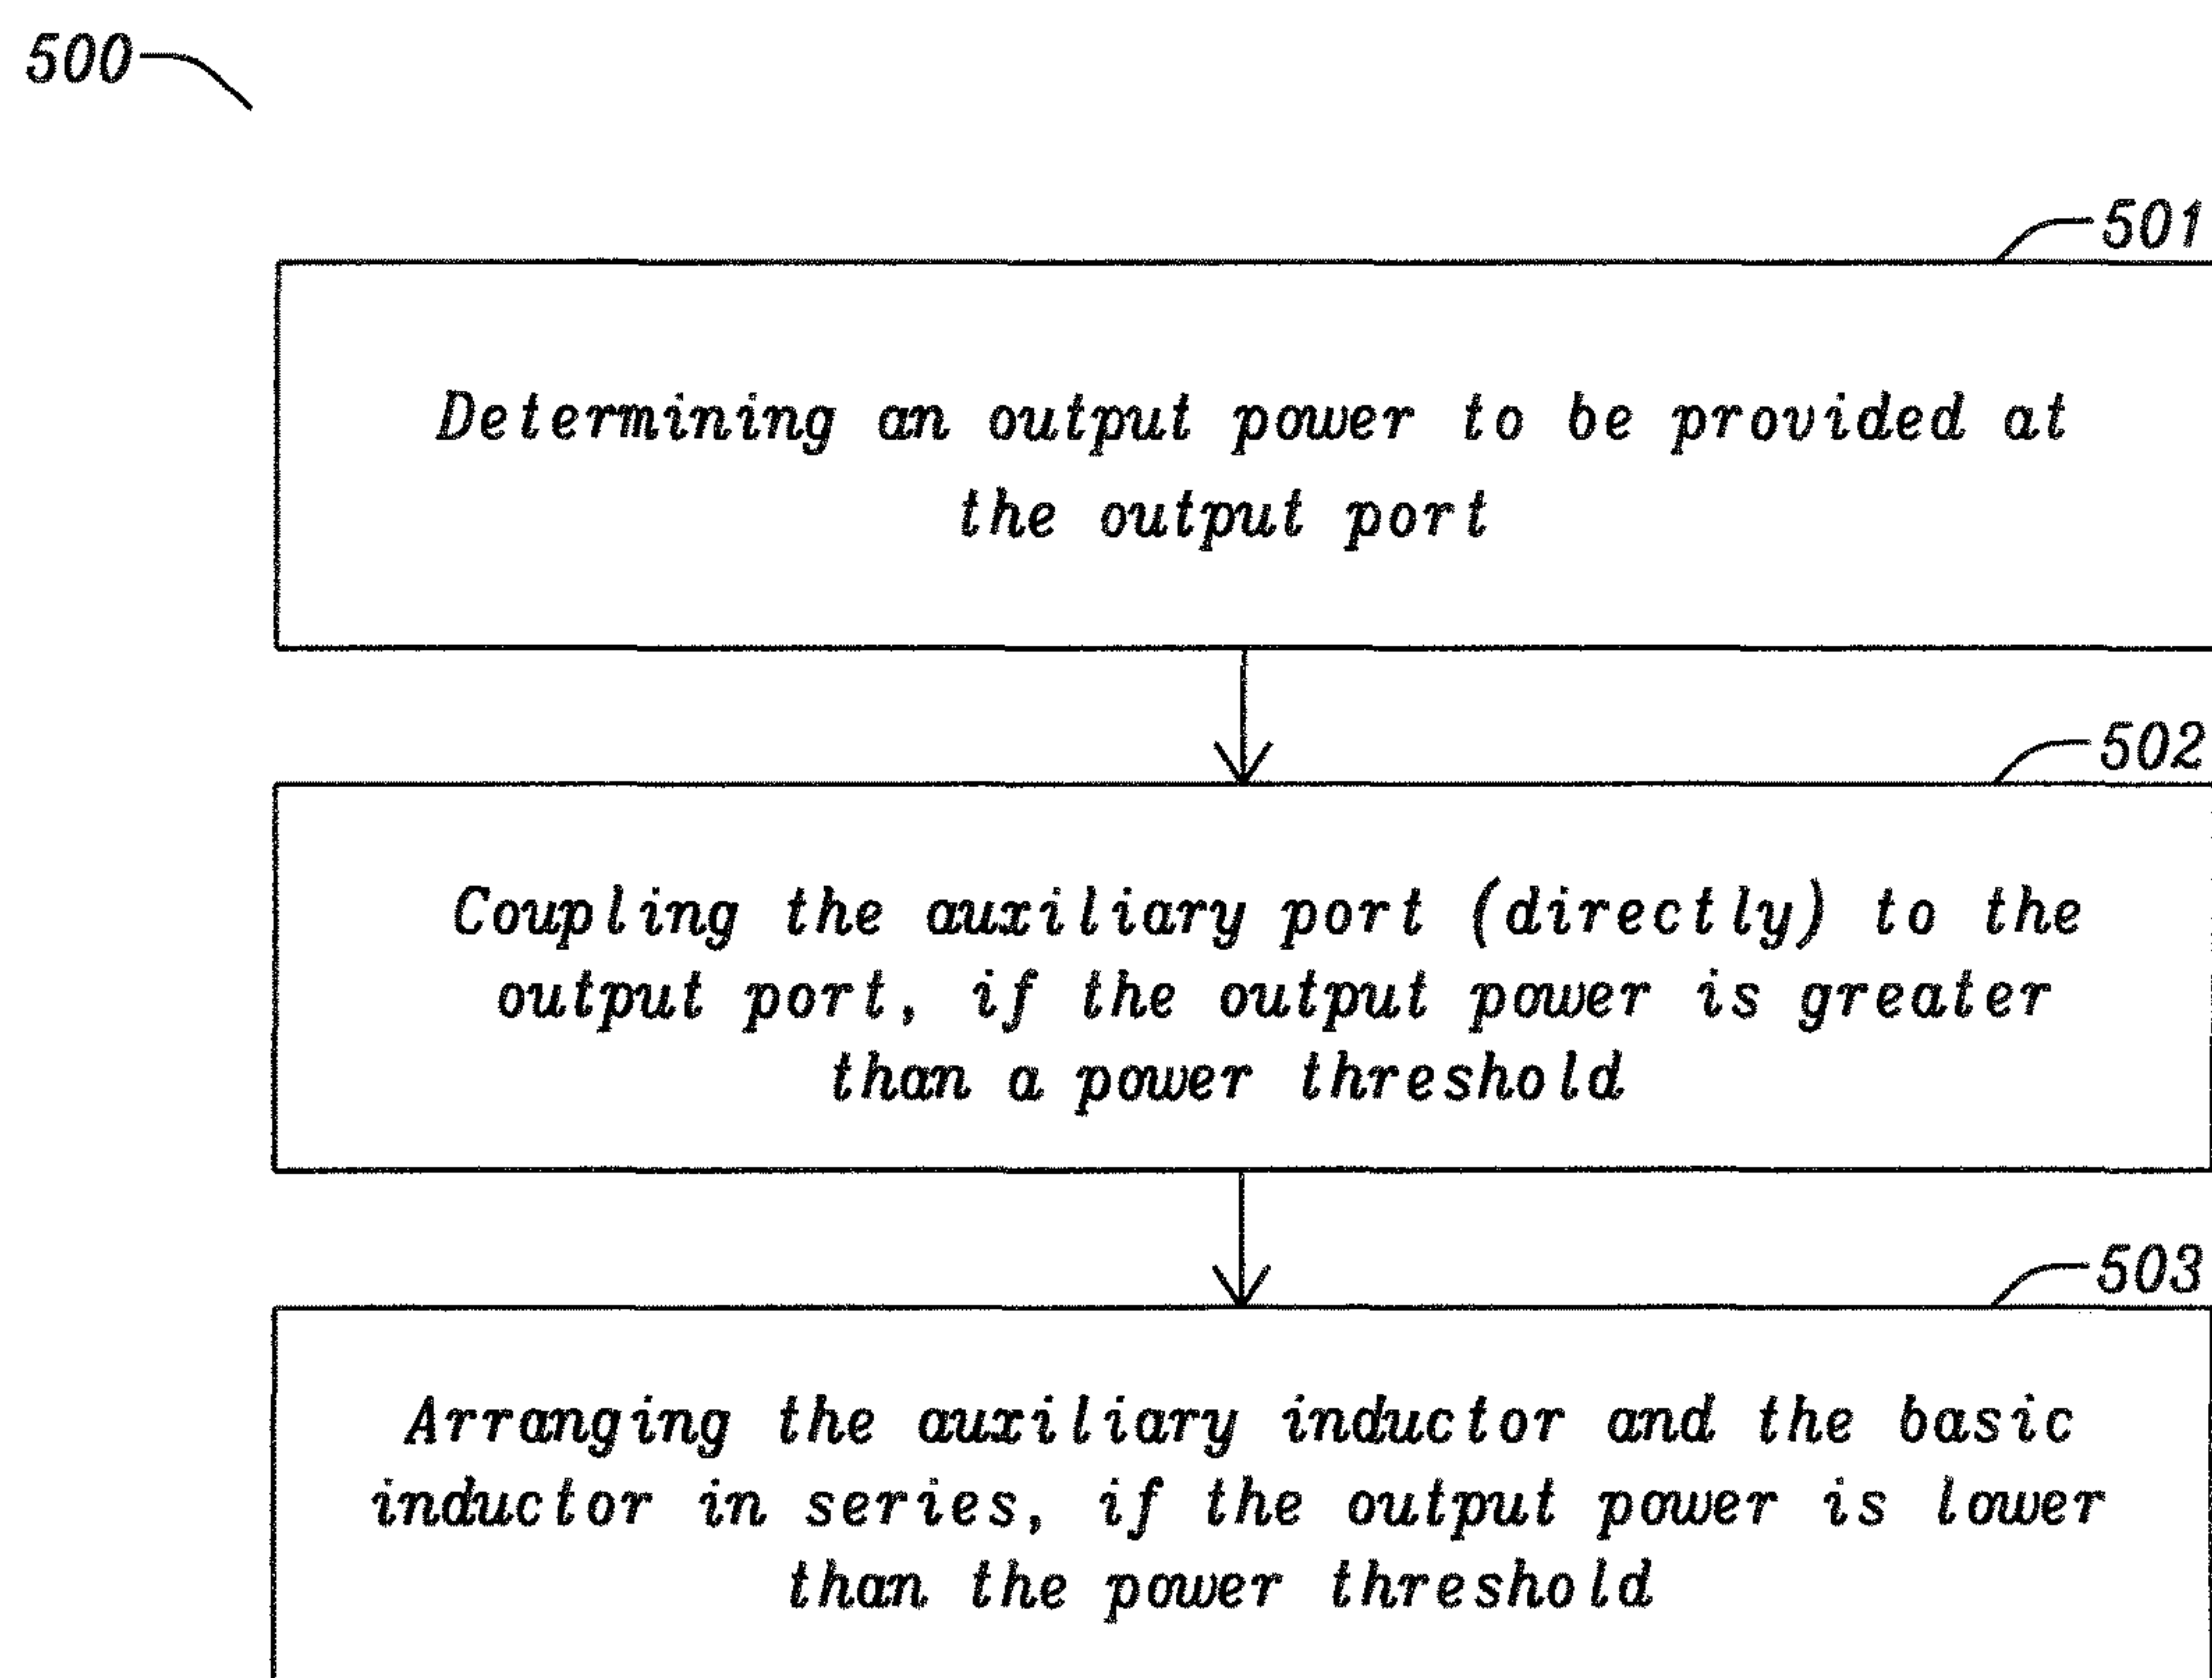 500
501
Determining an output power to be provided at
the output port
502
Coupling the auxiliary port (directly) to the
output port, if the output power is greater
than a power threshold
503
Arranging the auxiliary inductor and the basic
inductor in series, if the output power is lower
than the power threshold